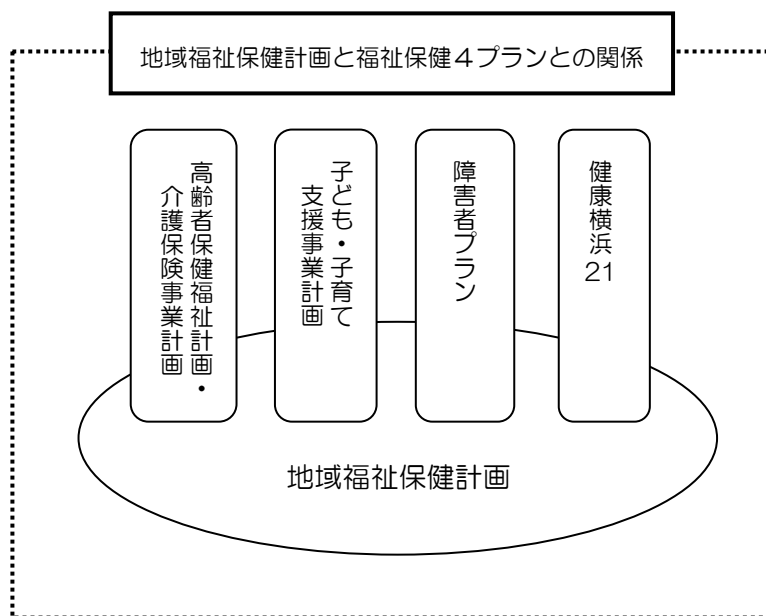 地域福祉保健計画と福祉保健４プランとの関係
高齢者保健福祉計画・
介護保険事業計画
子ども・子育て
支援事業計画
障害者プラン
健康横浜21
地域福祉保健計画